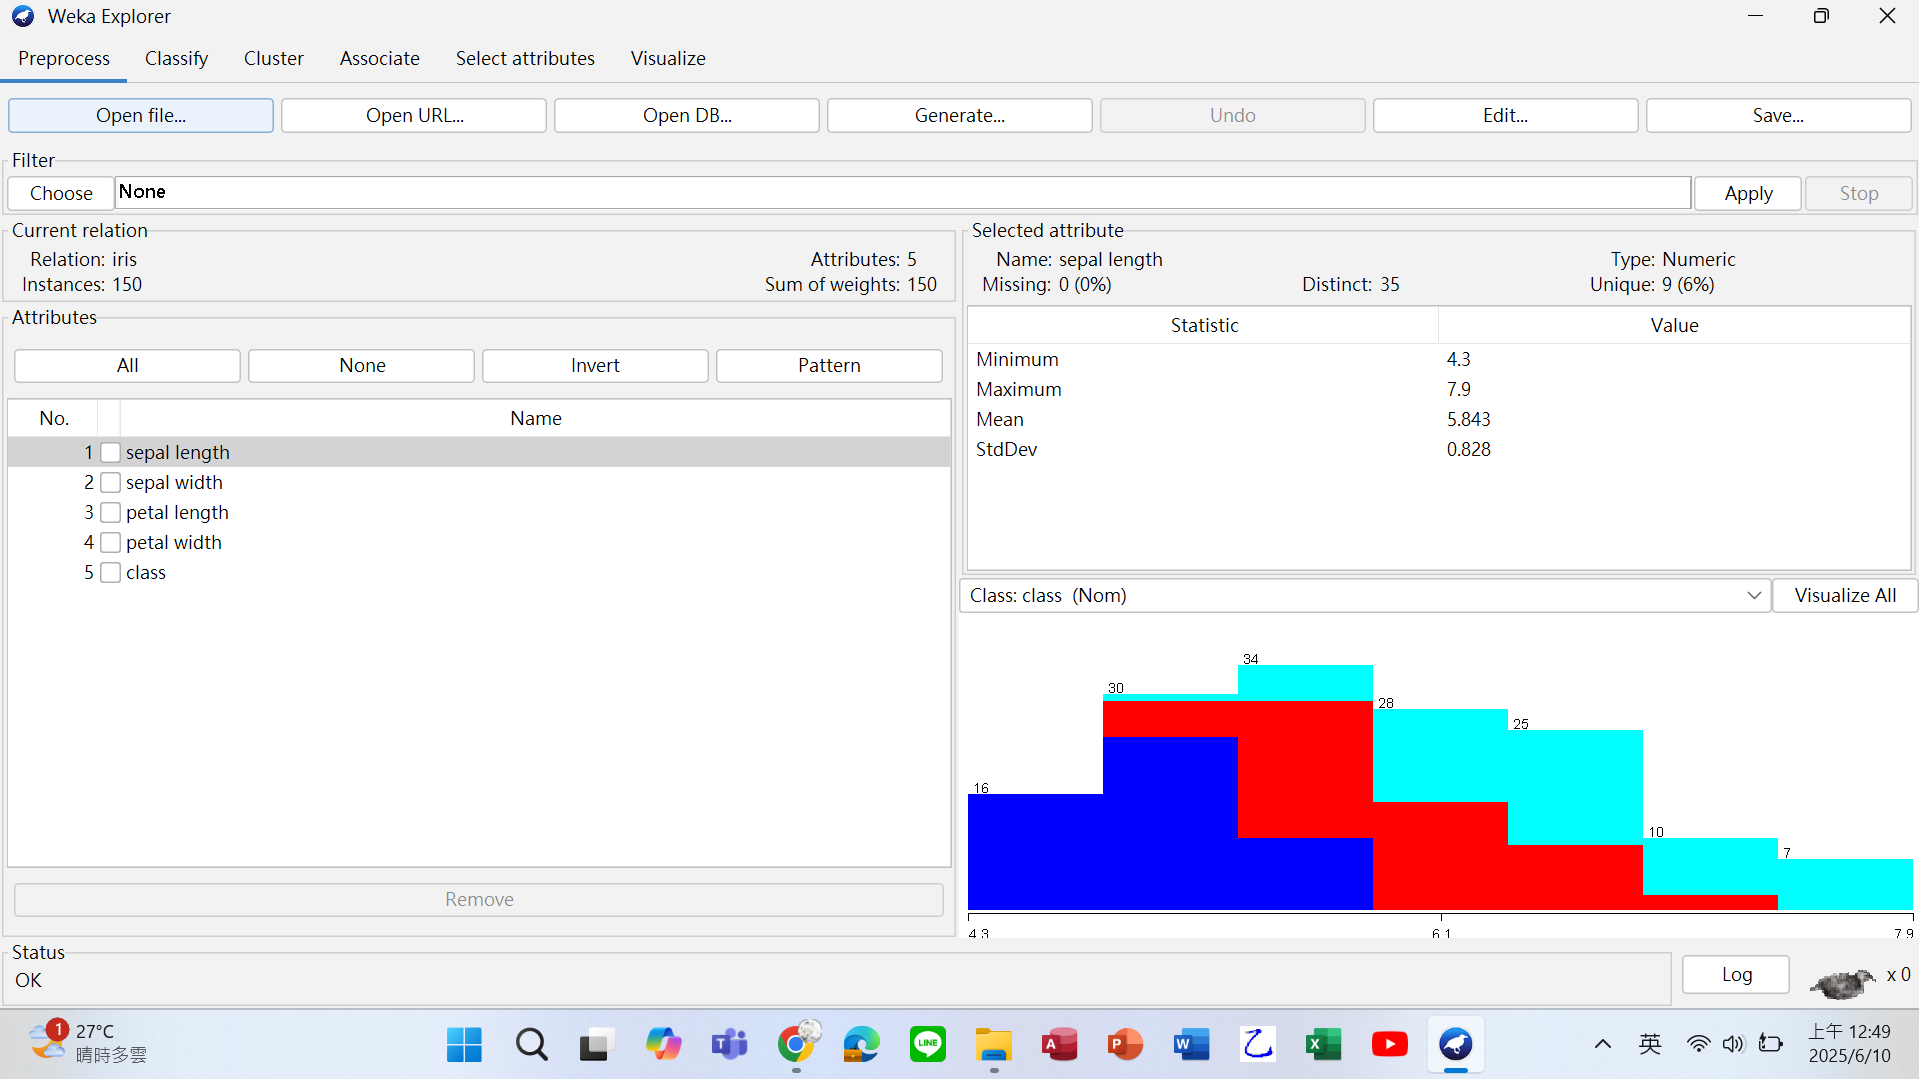 Weka Explorer
Preprocess Classify Cluster Associate Select attributes Visualize
Open file... Open URL... Open DB... Generate... Undo Edit... Save...
Filter
Choose None Apply Stop
Current relation
Relation: iris Attributes: 5
Instances: 150 Sum of weights: 150
Attributes
All None Invert Pattern
No. Name
1 sepal length
2 sepal width
3 petal length
4 petal width
5 class
Remove
Selected attribute
Name: sepal length Type: Numeric
Missing: 0 (0%) Distinct: 35 Unique: 9 (6%)
Statistic Value
Minimum 4.3
Maximum 7.9
Mean 5.843
StdDev 0.828
Class: class (Nom) Visualize All
34
30
28
25
16
10
7
4.3 6.1 7.9
Status
OK
Log x 0
1 27°C
晴時多雲
T LINE A P W X
英
上午 12:49
2025/6/10